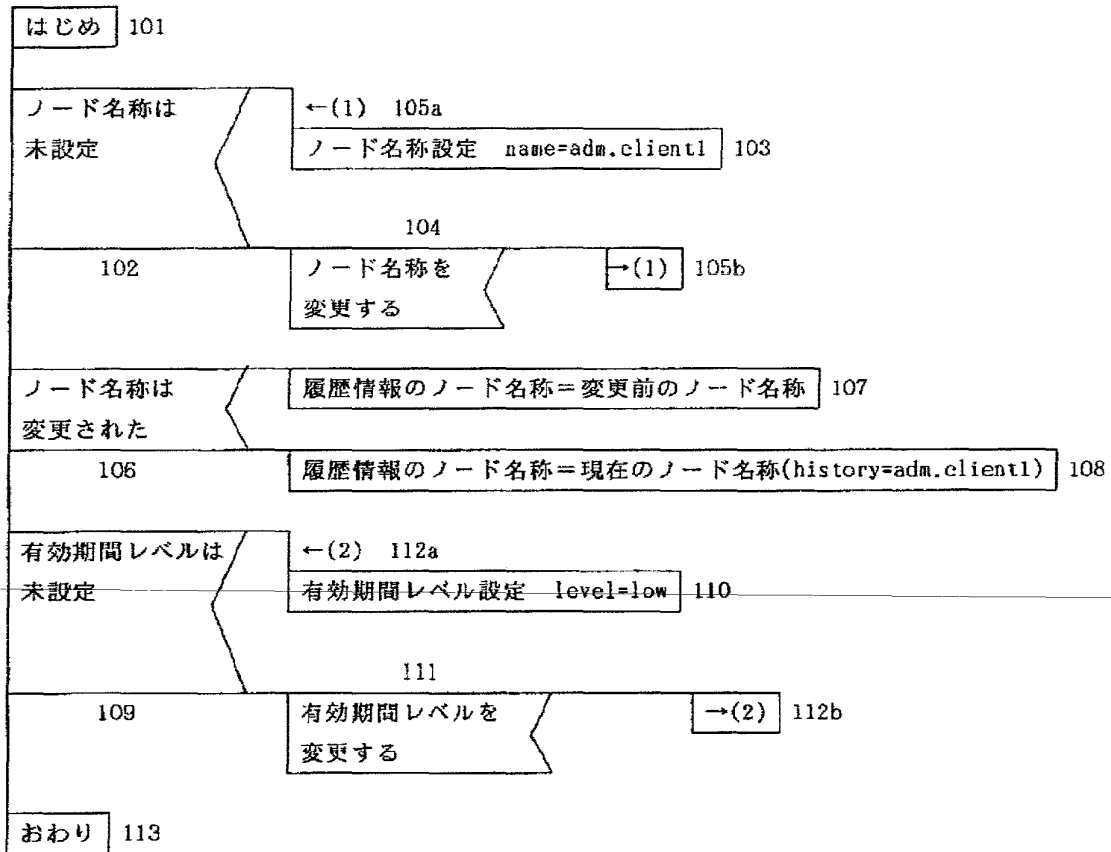 はじめ 101
ノード名称は
未設定
←(1) 105a
ノード名称設定 name=adm.client1 103
104
102
ノード名称を
変更する
→(1) 105b
ノード名称は
変更された
履歴情報のノード名称=変更前のノード名称 107
106
履歴情報のノード名称=現在のノード名称(history=adm.client1) 108
有効期間レベルは
未設定
←(2) 112a
有効期間レベル設定 level=low 110
111
109
有効期間レベルを
変更する
→(2) 112b
おわり 113